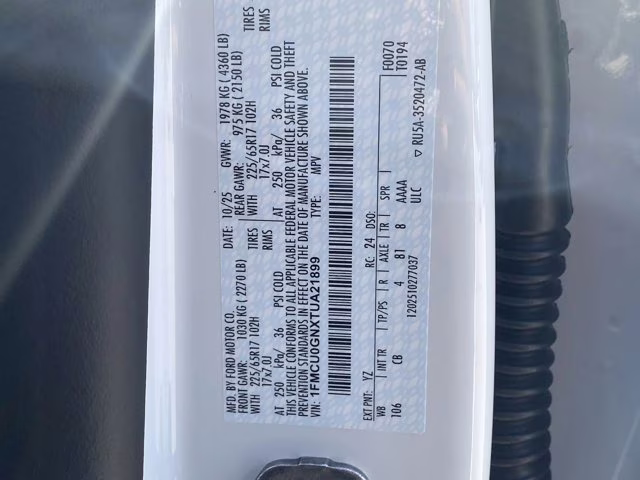 MFD. BY FORD MOTOR CO.
DATE: 10/25 GVWR: 1978 KG ( 4360 LB)
FRONT GAWR: 1030 KG ( 2270 LB) REAR GAWR: 975 KG ( 2150 LB)
WITH 225/65R17 102H TIRES WITH 225/65R17 102H TIRES
17x7.0J RIMS 17x7.0J RIMS
AT 250 kPa/ 36 PSI COLD AT 250 kPa/ 36 PSI COLD
THIS VEHICLE CONFORMS TO ALL APPLICABLE FEDERAL MOTOR VEHICLE SAFETY AND THEFT
PREVENTION STANDARDS IN EFFECT ON THE DATE OF MANUFACTURE SHOWN ABOVE.
VIN: 1FMCU0GNXTUA21899 TYPE: MPV
F0070
T0194
EXT PNT: YZ RC: 24 DSO:
WB INT TR TP/PS R AXLE TR SPR
106 CB 4 81 8 AAAA
1202510277037 ULC ▽ RU5A-3520472-AB